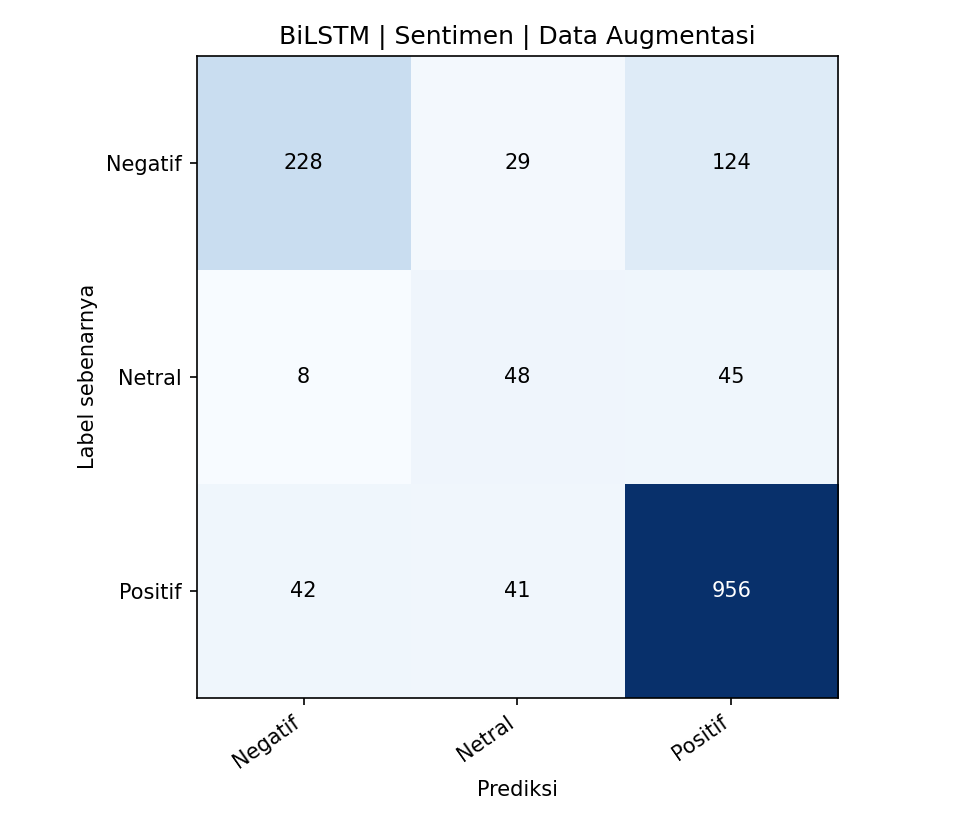 BiLSTM | Sentimen | Data Augmentasi
Negatif
228
29
124
Netral
8
48
45
Positif
42
41
956
Label sebenarnya
Negatif
Netral
Positif
Prediksi